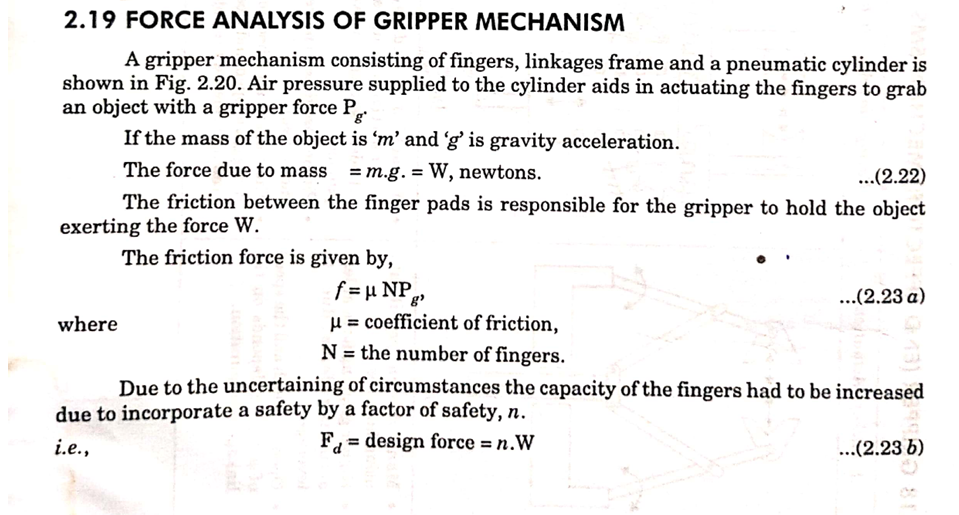 2.19 FORCE ANALYSIS OF GRIPPER MECHANISM
A gripper mechanism consisting of fingers, linkages frame and a pneumatic cylinder is
shown in Fig. 2.20. Air pressure supplied to the cylinder aids in actuating the fingers to grab
an object with a gripper force P_g.
If the mass of the object is ‘m’ and ‘g’ is gravity acceleration.
The force due to mass = m.g. = W, newtons. ...(2.22)
The friction between the finger pads is responsible for the gripper to hold the object
exerting the force W.
The friction force is given by,
f = μ NP_g, ...(2.23 a)
where μ = coefficient of friction,
N = the number of fingers.
Due to the uncertaining of circumstances the capacity of the fingers had to be increased
due to incorporate a safety by a factor of safety, n.
i.e., F_d = design force = n.W ...(2.23 b)